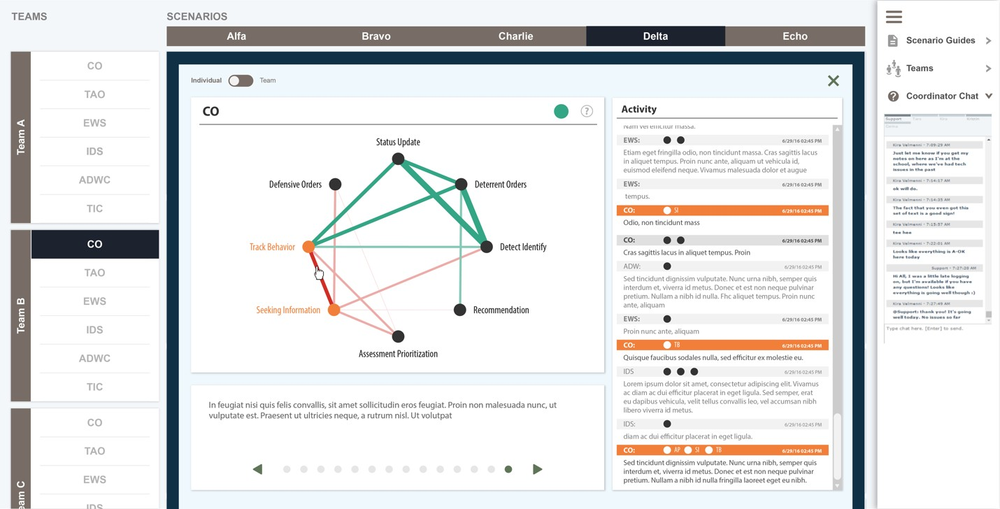 TEAMS
Team A
CO
TAO
EWS
IDS
ADWC
TIC
Team B
CO
TAO
EWS
IDS
ADWC
TIC
eam C
CO
TAO
EWS
IDS
SCENARIOS
Alfa
Bravo
Charlie
Delta
Echo
Individual
Team
CO
?
Status Update
Defensive Orders
Deterrent Orders
Track Behavior
Detect Identify
Seeking Information
Recommendation
Assessment Prioritization
In feugiat nisi quis felis convallis, sit amet sollicitudin eros feugiat. Proin non malesuada nunc, ut
vulputate est. Praesent ut ultricies neque, a rutrum nisl. Ut volutpat
Activity
Nam vel efficitur massa.
EWS: 6/29/16 02:45 PM
Etiam eget fringilla odio, non tincidunt massa. Cras sagittis lacus
in aliquet tempus. Proin nunc ante, aliquam ut vehicula id,
euismod eleifend neque. Vivamus malesuada dolor et augue
EWS: 6/29/16 02:45 PM
tempus.
CO: SI 6/29/16 02:45 PM
Odio, non tincidunt mass
CO: 6/29/16 02:45 PM
Cras sagittis lacus in aliquet tempus. Proin
ADW: 6/29/16 02:45 PM
Sed tincidunt dignissim vulputate. Nunc urna nibh, semper quis
interdum et, viverra id metus. Donec et est non neque pulvinar
pretium. Nullam a nibh id nulla. Fhc aliquet tempus. Proin nunc
ante, aliquam
EWS: 6/29/16 02:45 PM
Proin nunc ante, aliquam
CO: TB 6/29/16 02:45 PM
Quisque faucibus sodales nulla, sed efficitur ex molestie eu.
IDS 6/29/16 02:45 PM
Lorem ipsum dolor sit amet, consectetur adipiscing elit. Vivamus
ac diam ac dui efficitur placerat in eget ligula. Sed semper, erat
eu dapibus vehicula, velit tellus convallis leo, vel accumsan nibh
libero viverra id metus.
IDS: 6/29/16 02:45 PM
diam ac dui efficitur placerat in eget ligula.
CO: AP SI TB 6/29/16 02:45 PM
Sed tincidunt dignissim vulputate. Nunc urna nibh, semper quis
interdum et, viverra id metus. Donec et est non neque pulvinar
pretium. Nullam a nibh id nulla fringilla laoreet eget eu nibh.
Scenario Guides
Teams
? Coordinator Chat
Support
Kira Velmanni - 7:09:29 AM
Just let me know if you get my
notes on here as I'm at the
school, where we've had tech
issues in the past
Kira Velmanni - 7:14:17 AM
ok will do.
Kira Velmanni - 7:14:35 AM
The fact that you even got this
set of text is a good sign!
Kira Velmanni - 7:15:57 AM
tee hee
Kira Velmanni - 7:22:01 AM
Looks like everything is A-OK
here today
Support - 7:27:20 AM
Hi All, I was a little late logging
on, but I'm available if you have
any questions! Looks like
everything is going well though :)
Kira Velmanni - 7:27:49 AM
@Support: thank you! It's going
well today. No issues so far
Type chat here. [Enter] to send.